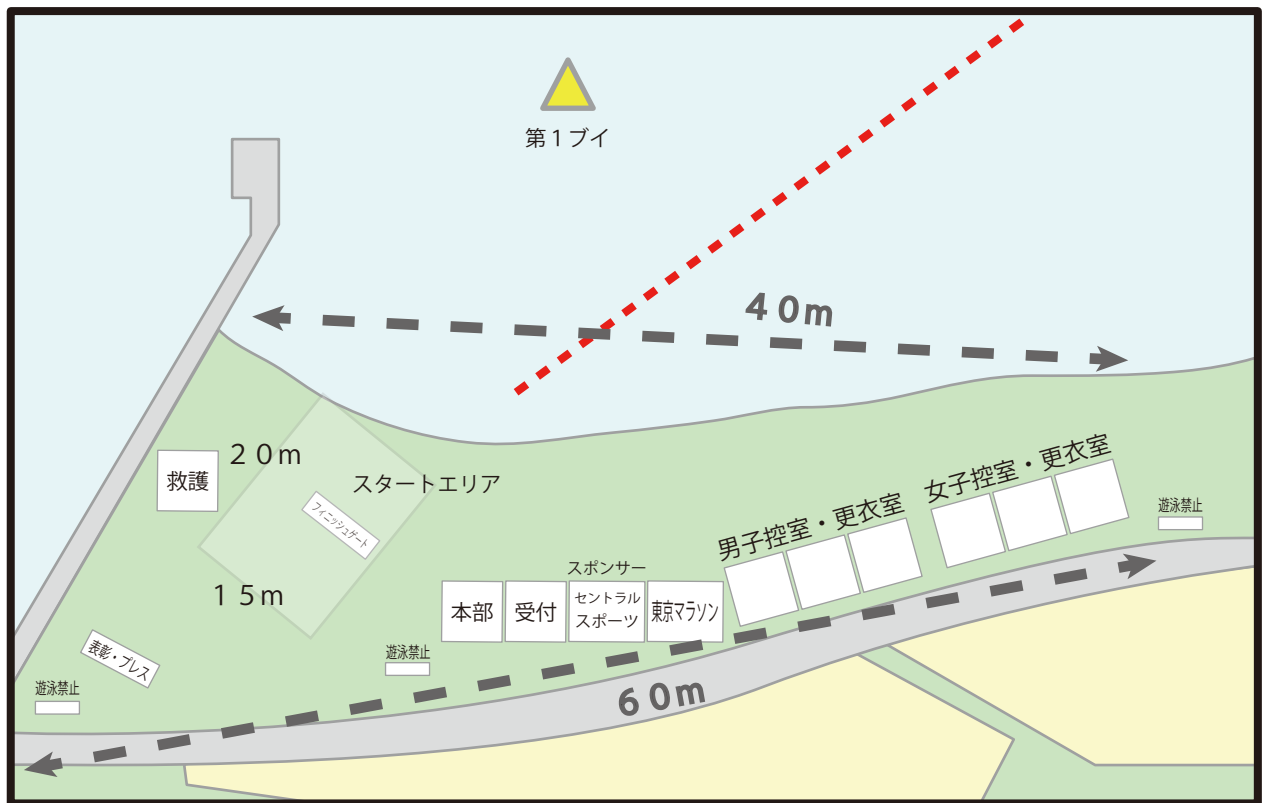 第１ブイ
４０m
２０m
救護
スタートエリア
フィニッシュゲート
女子控室・更衣室
男子控室・更衣室
遊泳禁止
１５m
スポンサー
本部
受付
セントラル
スポーツ
東京マラソン
表彰・プレス
遊泳禁止
遊泳禁止
６０m